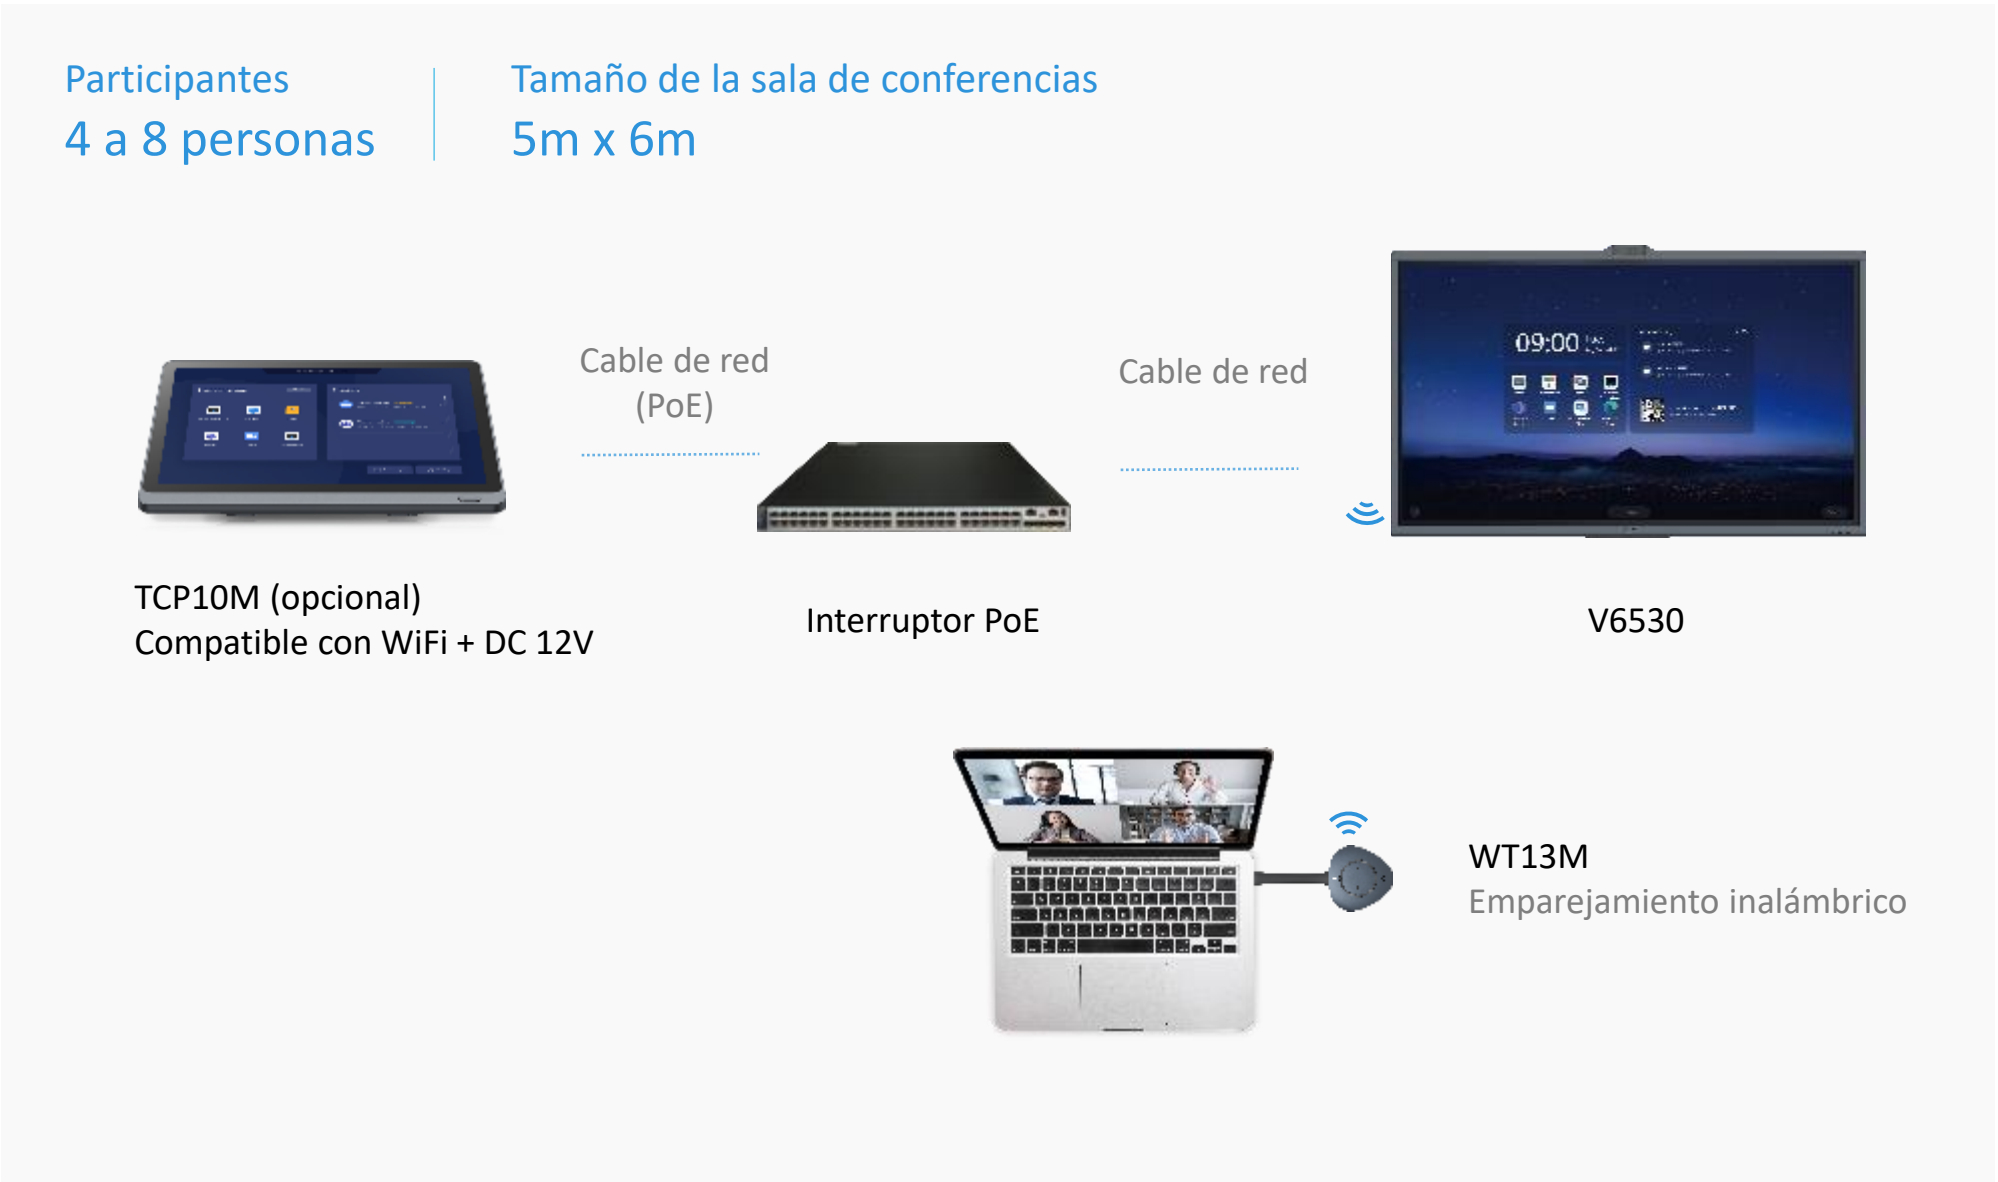 Participantes
4 a 8 personas
Tamaño de la sala de conferencias
5m x 6m
Cable de red
(PoE)
Cable de red
09:00
TCP10M (opcional)
Compatible con WiFi + DC 12V
Interruptor PoE
V6530
WT13M
Emparejamiento inalámbrico